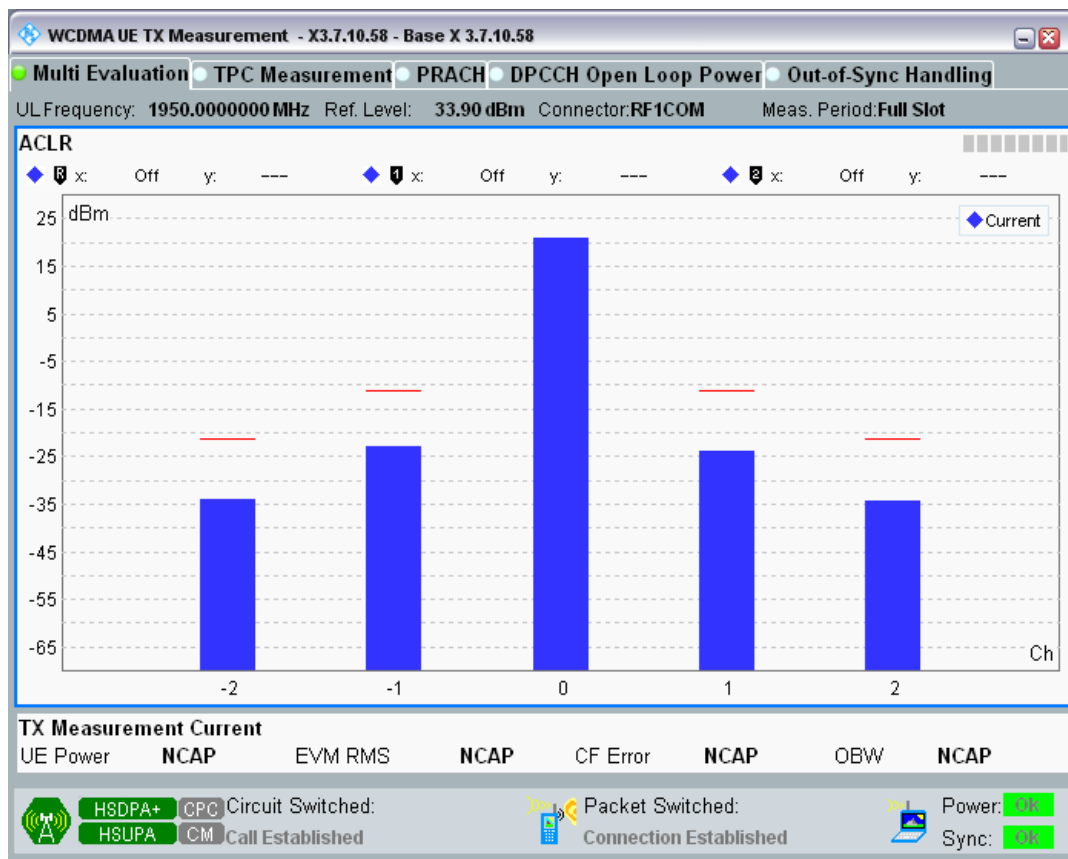 WCDMA UE TX Measurement - X3.7.10.58 - Base X 3.7.10.58
Multi Evaluation TPC Measurement PRACH DPCCH Open Loop Power Out-of-Sync Handling
UL Frequency: 1950.0000000 MHz Ref. Level: 33.90 dBm Connector:RF1COM Meas. Period:Full Slot
ACLR
R x: Off y: --- 1 x: Off y: --- 2 x: Off y: ---
dBm
Current
25
15
5
-5
-15
-25
-35
-45
-55
-65
Ch
-2 -1 0 1 2
TX Measurement Current
UE Power NCAP EVM RMS NCAP CF Error NCAP OBW NCAP
HSDPA+ CPC Circuit Switched: Packet Switched: Power: OK
HSUPA CM Call Established Connection Established Sync: OK